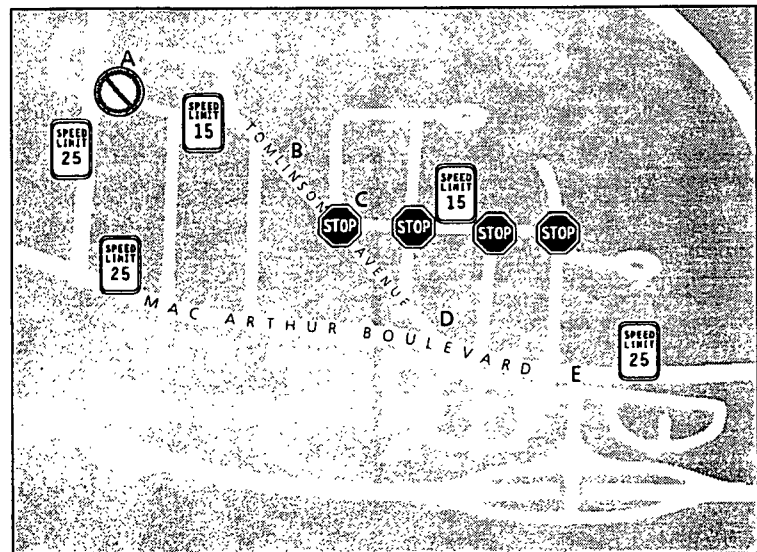 A
SPEED
LIMIT
15
SPEED
LIMIT
25
B
TOMLINSON
AVENUE
SPEED
LIMIT
15
C
STOP
STOP
STOP
STOP
SPEED
LIMIT
25
MAC ARTHUR BOULEVARD
D
E
SPEED
LIMIT
25